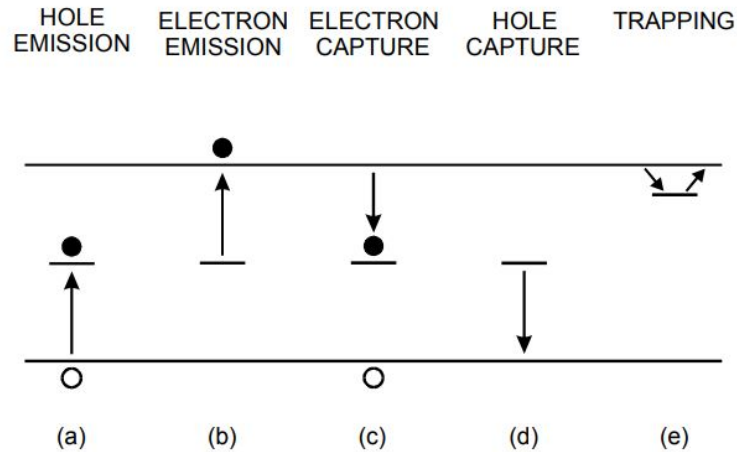 HOLE
EMISSION
ELECTRON
EMISSION
ELECTRON
CAPTURE
HOLE
CAPTURE
TRAPPING
(a)
(b)
(c)
(d)
(e)